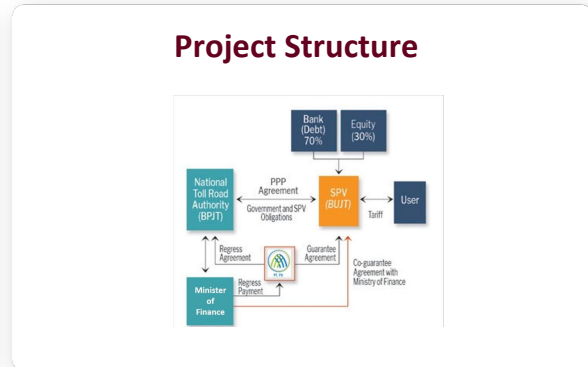 Project Structure
Bank
(Debt)
70%
Equity
(30%)
National
Toll Road
Authority
(BPJT)
PPP
Agreement
Government and SPV
Obligations
SPV
(BUJT)
Tariff
User
Regress
Agreement
Guarantee
Agreement
Co-guarantee
Agreement with
Ministry of Finance
Regress
Payment
Minister
of
Finance